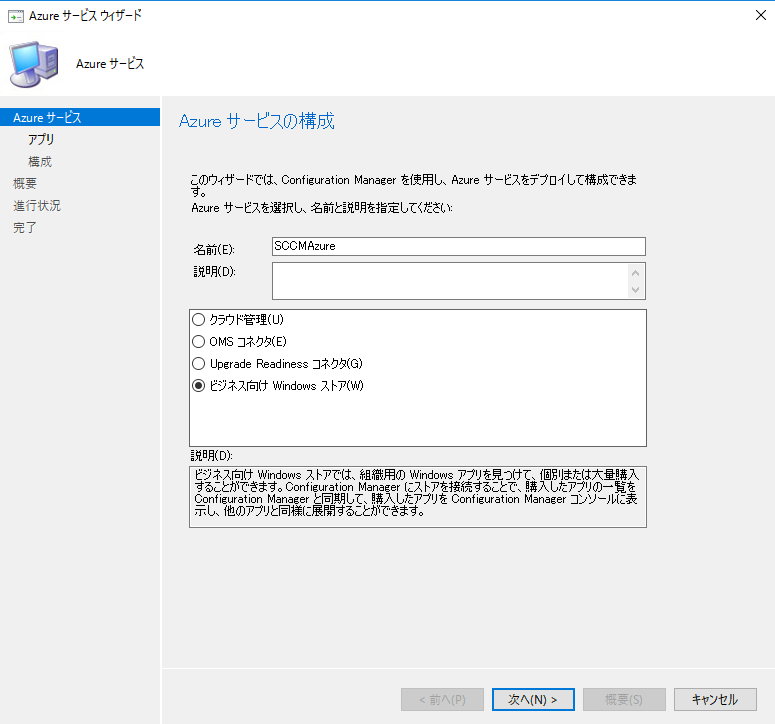 Azure サービス ウィザード
Azure サービス
Azure サービス
アプリ
構成
概要
進行状況
完了
Azure サービスの構成
このウィザードでは、Configuration Manager を使用し、Azure サービスをデプロイして構成できま
す。
Azure サービスを選択し、名前と説明を指定してください:
名前(E):
SCCMAzure
説明(D):
クラウド管理(U)
OMS コネクタ(E)
Upgrade Readiness コネクタ(G)
ビジネス向け Windows ストア(W)
説明(D):
ビジネス向け Windows ストアでは、組織用の Windows アプリを見つけて、個別または大量購入
することができます。Configuration Manager にストアを接続することで、購入したアプリの一覧を
Configuration Manager と同期して、購入したアプリを Configuration Manager コンソールに表
示し、他のアプリと同様に展開することができます。
< 前へ(P)
次へ(N) >
概要(S)
キャンセル